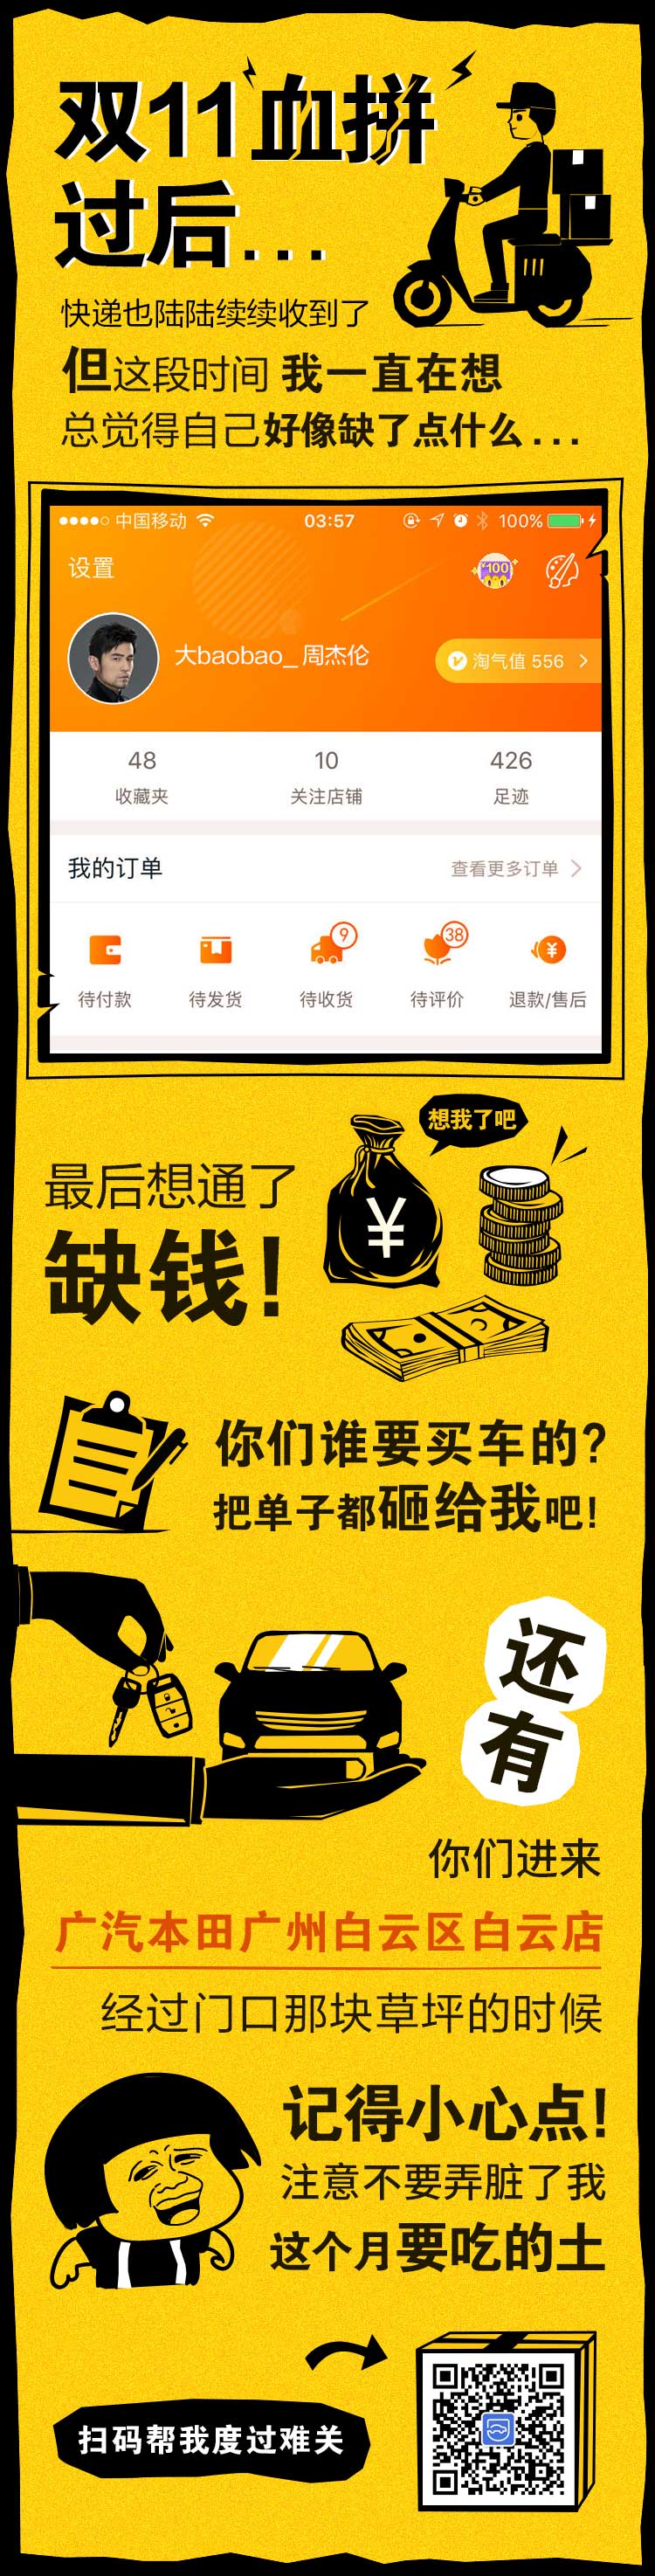 双11血拼
过后...
快递也陆陆续续收到了
但这段时间 我一直在想
总觉得自己好像缺了点什么...
中国移动 03:57 100%
设置
¥100
大baobao_周杰伦
淘气值 556
48 10 426
收藏夹 关注店铺 足迹
我的订单 查看更多订单
9 38
待付款 待发货 待收货 待评价 退款/售后
想我了吧
最后想通了
¥
缺钱!
你们谁要买车的?
把单子都砸给我吧!
还
有
你们进来
广汽本田广州白云区白云店
经过门口那块草坪的时候
记得小心点!
注意不要弄脏了我
这个月要吃的土
扫码帮我度过难关